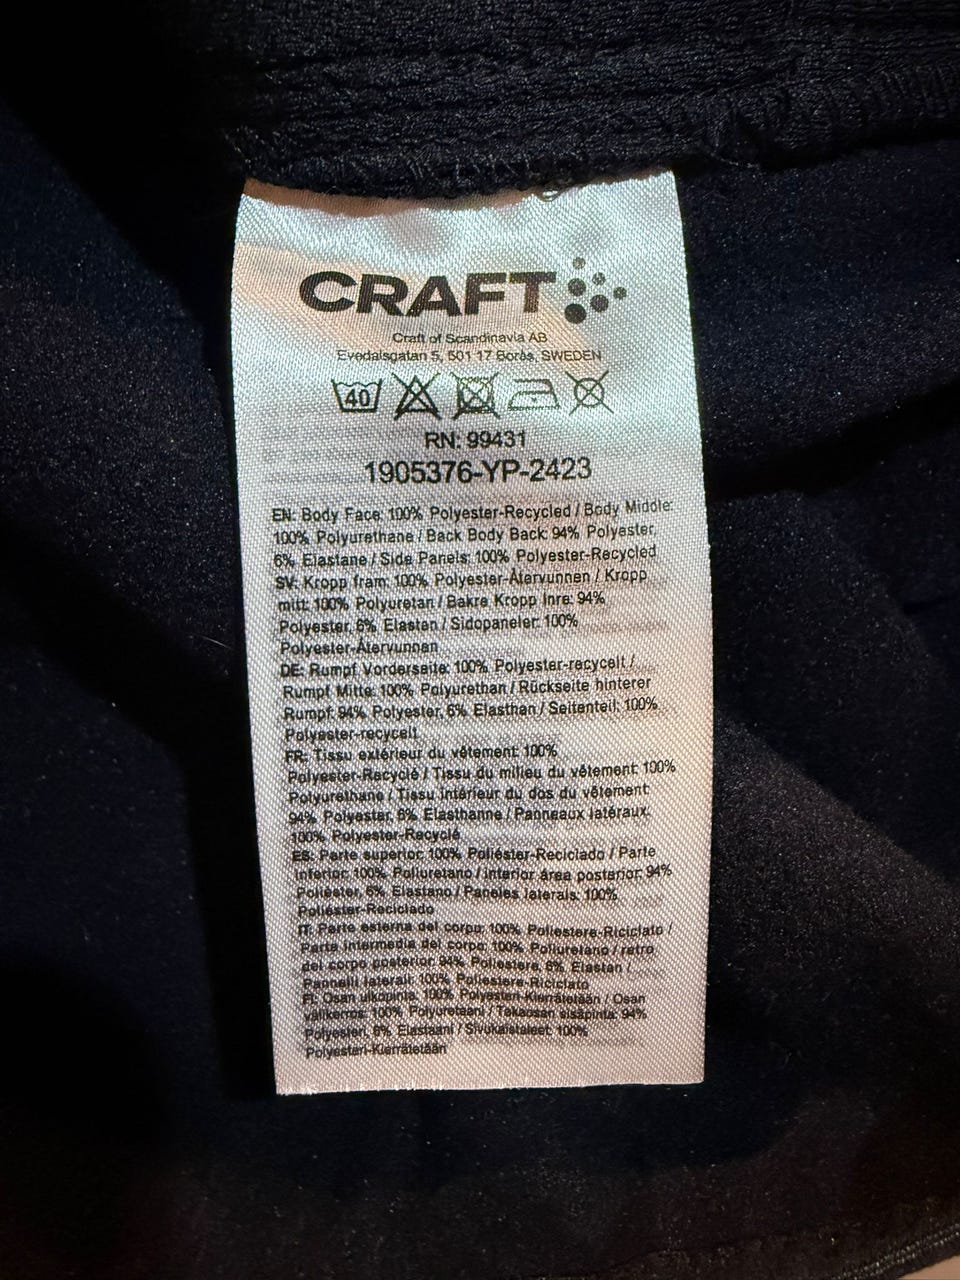 CRAFT
Craft of Scandinavia AB
Evedalsgatan 5, 501 17 Borås, SWEDEN
40
RN: 99431
1905376-YP-2423
EN: Body Face: 100% Polyester-Recycled / Body Middle:
100% Polyurethane / Back Body Back: 94% Polyester,
6% Elastane / Side Panels: 100% Polyester-Recycled
SV: Kropp fram: 100% Polyester-Återvunnen / Kropp
mitt: 100% Polyuretan / Bakre Kropp Inre: 94%
Polyester, 6% Elastan / Sidopaneler: 100%
Polyester-Återvunnen
DE: Rumpf Vorderseite: 100% Polyester-recycelt /
Rumpf Mitte: 100% Polyurethan / Rückseite hinterer
Rumpf: 94% Polyester, 6% Elasthan / Seitenteil: 100%
Polyester-recycelt
FR: Tissu extérieur du vêtement: 100%
Polyester-Recyclé / Tissu du milieu du vêtement: 100%
Polyurethane / Tissu intérieur du dos du vêtement:
94% Polyester, 6% Elasthanne / Panneaux latéraux:
100% Polyester-Recyclé
ES: Parte superior: 100% Poliéster-Reciclado / Parte
inferior: 100% Poliuretano / interior área posterior: 94%
Poliéster, 6% Elastano / Paneles laterals: 100%
Poliéster-Reciclado
IT: Parte esterna del corpo: 100% Poliestere-Riciclato /
Parte intermedia del corpo: 100% Poliuretano / retro
del corpo posterior: 94% Poliestere, 6% Elastan /
Pannelli laterali: 100% Poliestere-Riciclato
FI: Osan ulkopinta: 100% Polyesteri-Kierrätetään / Osan
välikerros: 100% Polyuretaani / Takaosan sisäpinta: 94%
Polyesteri, 6% Elastaani / Sivukaistaleet: 100%
Polyesteri-Kierrätetään